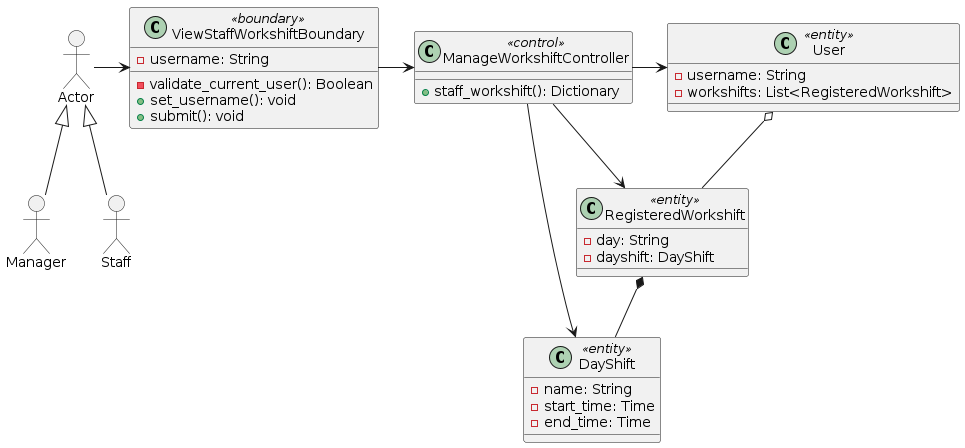 Actor
Manager
Staff
C
«boundary»
ViewStaffWorkshiftBoundary
username: String
validate_current_user(): Boolean
set_username(): void
submit(): void
C
«control»
ManageWorkshiftController
staff_workshift(): Dictionary
C
«entity»
User
username: String
workshifts: List<RegisteredWorkshift>
C
«entity»
RegisteredWorkshift
day: String
dayshift: DayShift
C
«entity»
DayShift
name: String
start_time: Time
end_time: Time